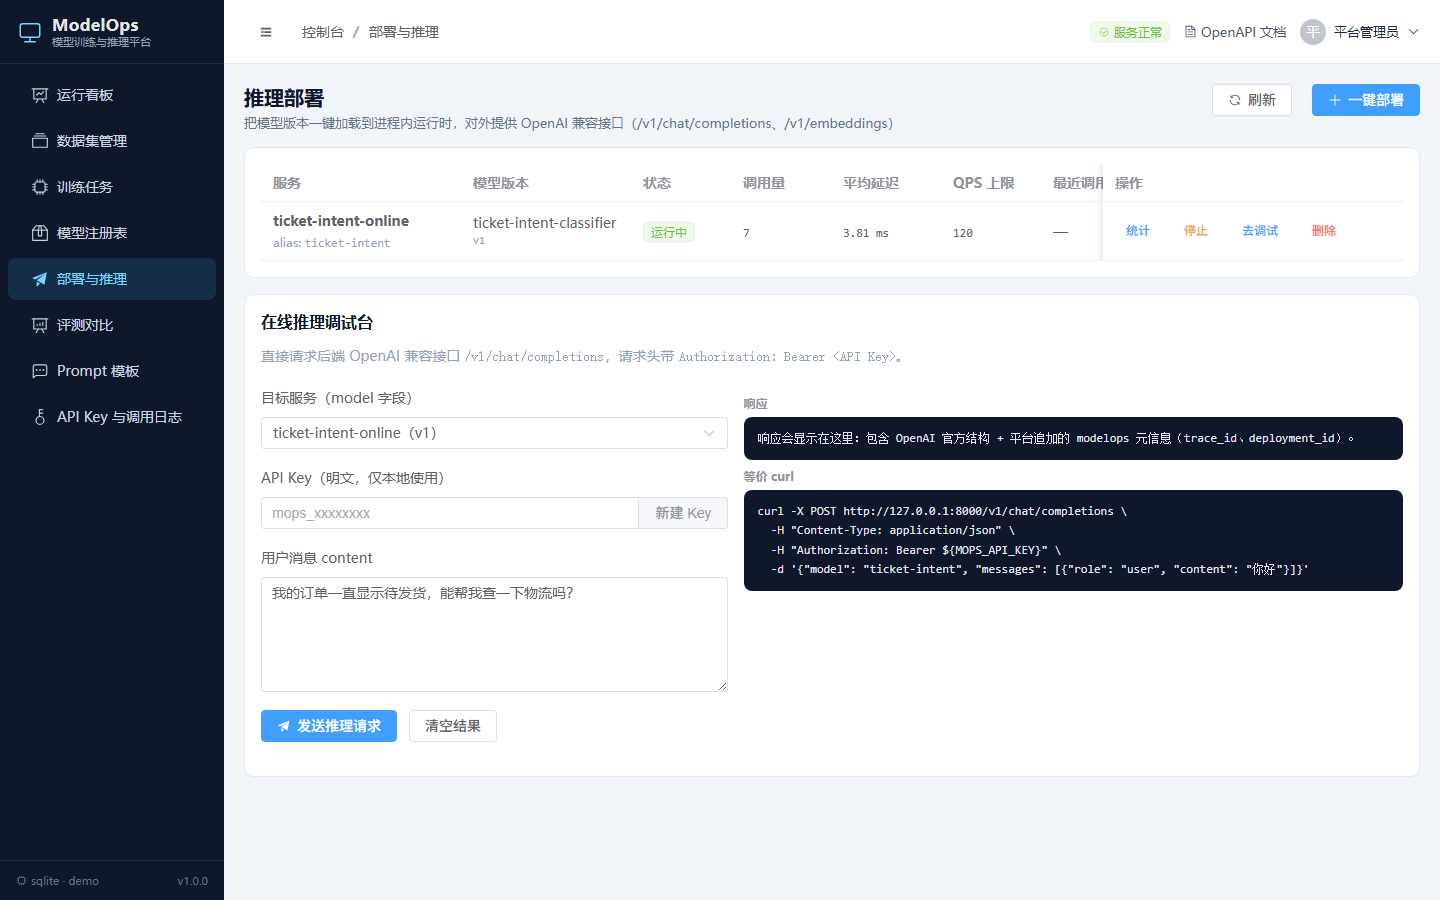 ModelOps
模型训练与推理平台
运行看板
数据集管理
训练任务
模型注册表
部署与推理
评测对比
Prompt 模板
API Key 与调用日志
sqlite · demo
v1.0.0
控制台 / 部署与推理
服务正常
OpenAPI 文档
平
平台管理员
推理部署
把模型版本一键加载到进程内运行时，对外提供 OpenAI 兼容接口（/v1/chat/completions、/v1/embeddings）
刷新
一键部署
服务 模型版本 状态 调用量 平均延迟 QPS 上限 最近调用 操作
ticket-intent-online
alias: ticket-intent
ticket-intent-classifier
v1
运行中
7
3.81 ms
120
—
统计 停止 去调试 删除
在线推理调试台
直接请求后端 OpenAI 兼容接口 /v1/chat/completions，请求头带 Authorization: Bearer <API Key>。
目标服务（model 字段）
ticket-intent-online（v1）
API Key（明文，仅本地使用）
mops_xxxxxxxx
新建 Key
用户消息 content
我的订单一直显示待发货，能帮我查一下物流吗？
发送推理请求
清空结果
响应
响应会显示在这里：包含 OpenAI 官方结构 + 平台追加的 modelops 元信息（trace_id、deployment_id）。
等价 curl
curl -X POST http://127.0.0.1:8000/v1/chat/completions \
-H "Content-Type: application/json" \
-H "Authorization: Bearer ${MOPS_API_KEY}" \
-d '{"model": "ticket-intent", "messages": [{"role": "user", "content": "你好"}]}'